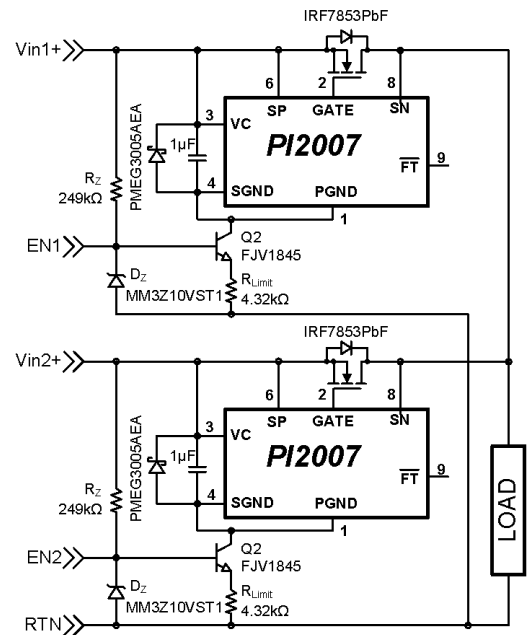 IRF7853PbF
Vin1+
6
2
8
SP
GATE
SN
3
VC
PMEG3005AEA
1µF
PI2007
FT
9
4
SGND
PGND
1
RZ
249kΩ
EN1
Q2
FJV1845
DZ
MM3Z10VST1
RLimit
4.32kΩ
IRF7853PbF
Vin2+
6
2
8
SP
GATE
SN
3
VC
PMEG3005AEA
1µF
PI2007
FT
9
4
SGND
PGND
1
RZ
249kΩ
LOAD
EN2
Q2
FJV1845
DZ
MM3Z10VST1
RLimit
4.32kΩ
RTN